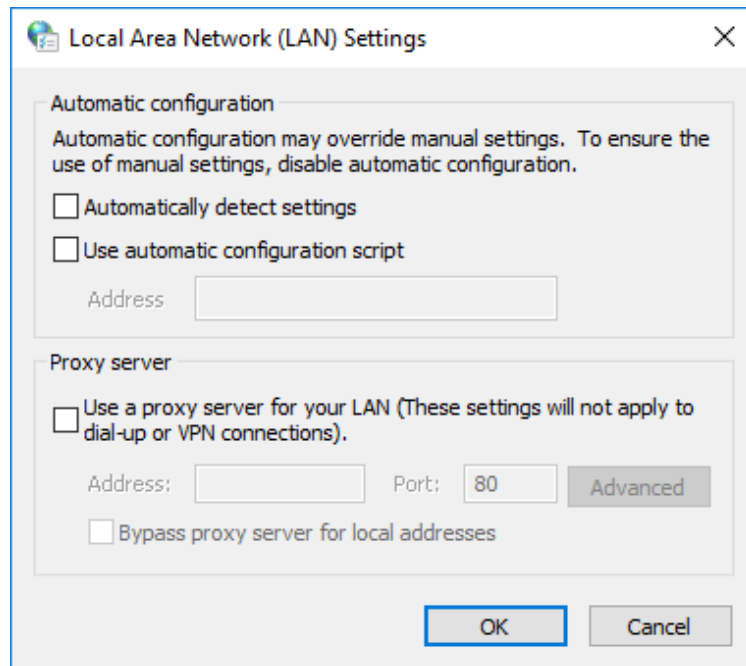 Local Area Network (LAN) Settings
Automatic configuration
Automatic configuration may override manual settings. To ensure the
use of manual settings, disable automatic configuration.
Automatically detect settings
Use automatic configuration script
Address
Proxy server
Use a proxy server for your LAN (These settings will not apply to
dial-up or VPN connections).
Address: Port: 80 Advanced
Bypass proxy server for local addresses
OK Cancel